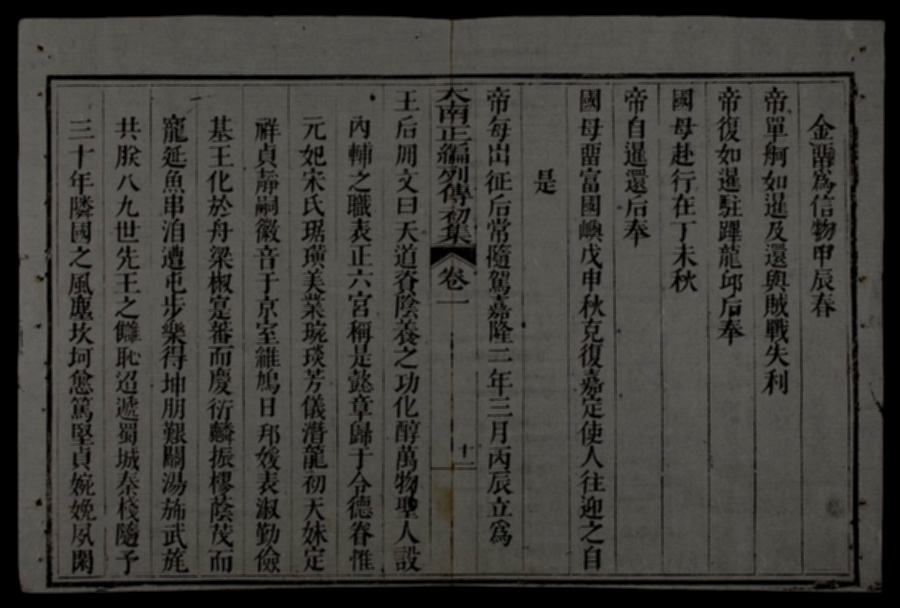 金留爲信物甲辰春
帝單舸如暹及還與賊戰失利
帝復如暹駐蹕龍邱后奉
國母赴行在丁未秋
帝自暹還后奉
國母留富國嶼戊申秋克復嘉定使人往迎之自
是
帝每出征后常隨駕嘉隆二年三月丙辰立爲
大南正編列傳初集 卷一 十二
王后冊文曰天道資陰養之功化醇萬物聖人設
內輔之職表正六宮稱是懿章歸于令德眷惟
元妃宋氏琚璜美業琬琰芳儀潛龍初天妹定
祥貞靜嗣徽音于京室雎鳩日邦媛表淑勤儉
基王化於舟梁椒寔蕃而慶衍麟振樛蔭茂而
寵延魚串洎遭屯步樂得坤朋艱關湯斾武旄
共朕八九世先王之讎恥迢遞蜀城秦棧隨予
三十年隣國之風塵坎坷愈篤堅貞婉娩夙閑